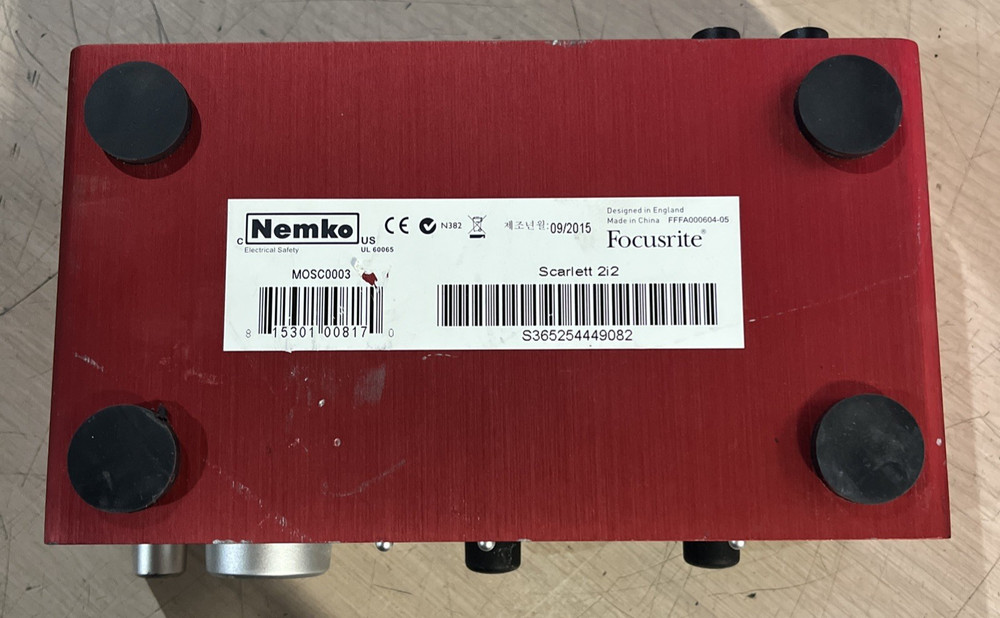 c Nemko US
Electrical Safety UL 60065
N382
제조년월:09/2015
Designed in England
Made in China FFFA000604-05
Focusrite®
MOSC0003
8 15301 00817 0
Scarlett 2i2
S365254449082